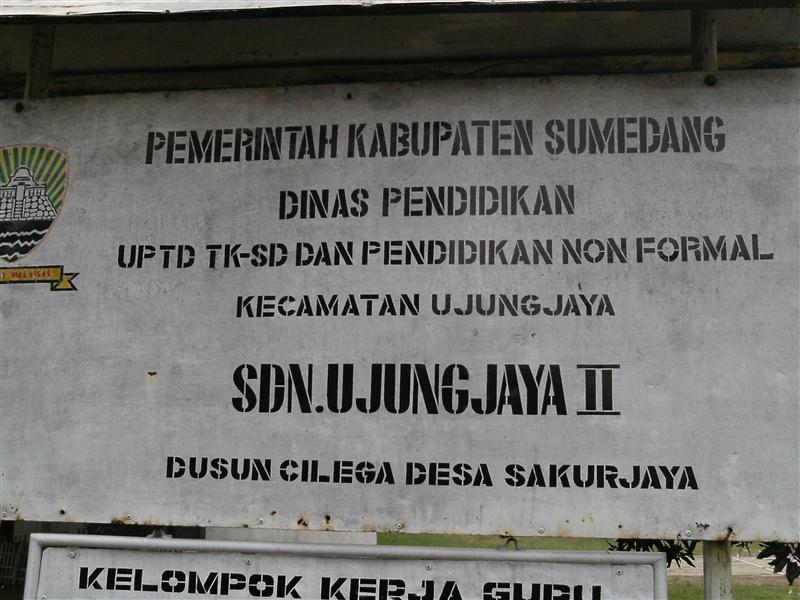 PEMERINTAH KABUPATEN SUMEDANG
DINAS PENDIDIKAN
UPTD TK-SD DAN PENDIDIKAN NON FORMAL
KECAMATAN UJUNGJAYA
SDN.UJUNGJAYA II
DUSUN CILEGA DESA SAKURJAYA
KELOMPOK KERJA GURU